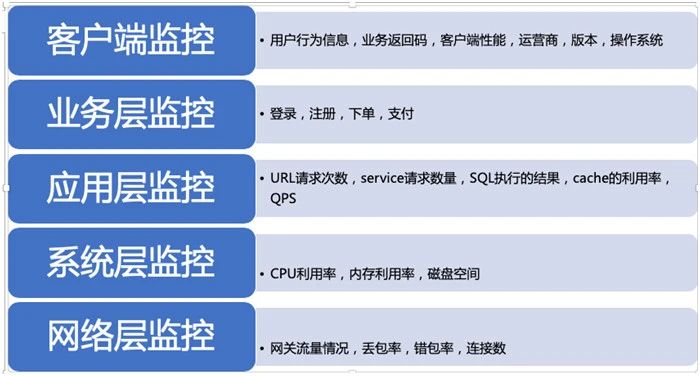 客户端监控
• 用户行为信息，业务返回码，客户端性能，运营商，版本，操作系统
业务层监控
• 登录，注册，下单，支付
应用层监控
• URL请求次数，service请求数量，SQL执行的结果，cache的利用率，
QPS
系统层监控
• CPU利用率，内存利用率，磁盘空间
网络层监控
• 网关流量情况，丢包率，错包率，连接数